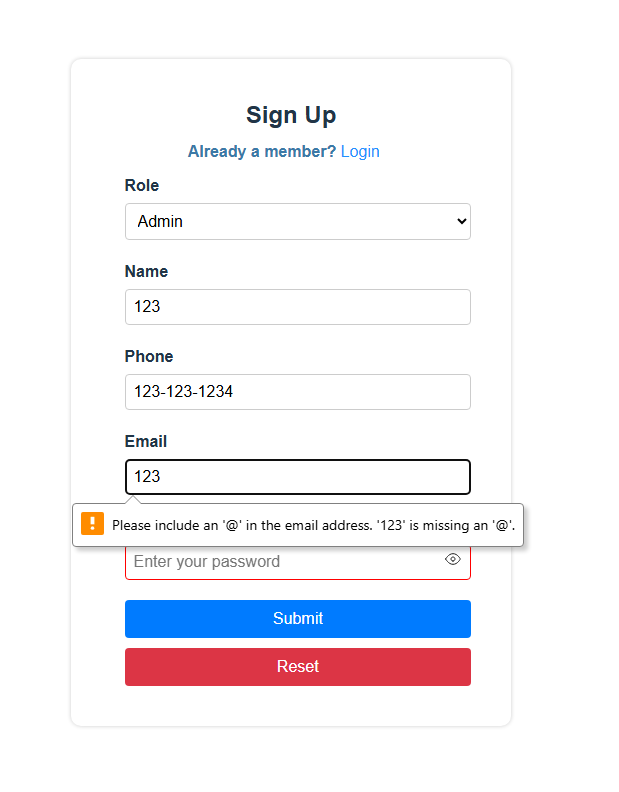 Sign Up
Already a member? Login
Role
Admin
Name
123
Phone
123-123-1234
Email
123
Please include an '@' in the email address. '123' is missing an '@'.
Enter your password
Submit
Reset